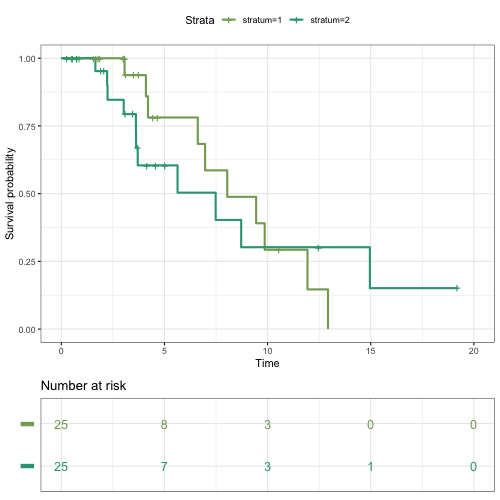 Strata stratum=1 stratum=2
1.00
0.75
0.50
0.25
0.00
Survival probability
0 5 10 15 20
Time
Number at risk
25 8 3 0 0
25 7 3 1 0